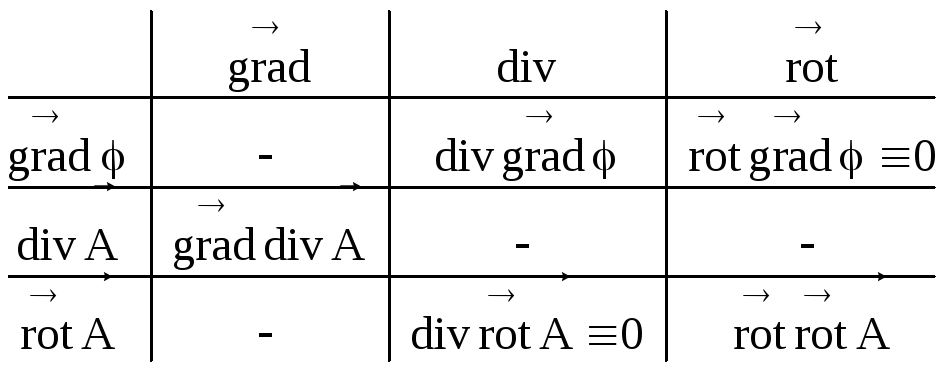 grad div rot
grad ϕ - div grad ϕ rot grad ϕ ≡0
div A grad div A - -
rot A - div rot A ≡0 rot rot A